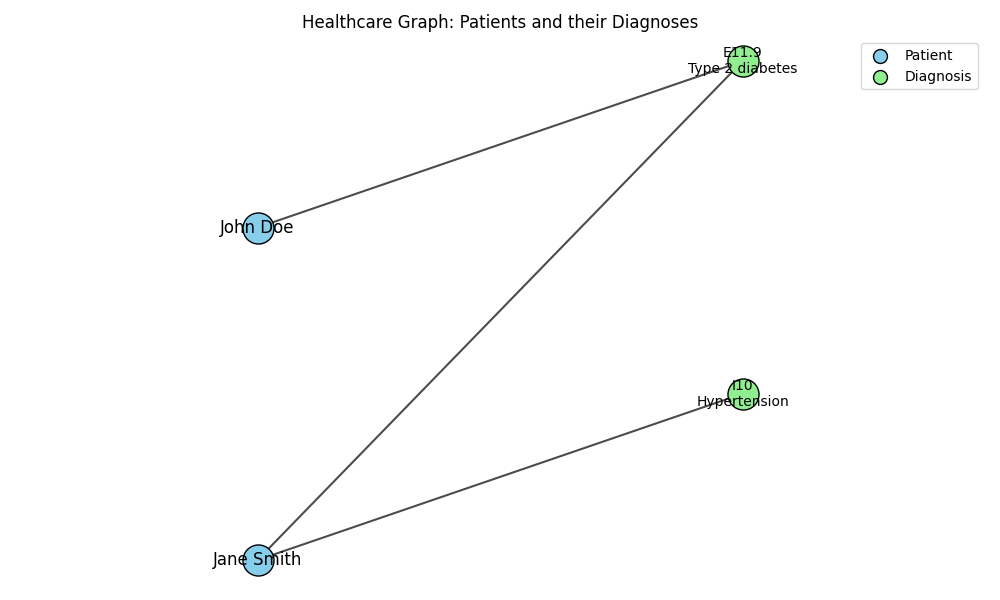 Healthcare Graph: Patients and their Diagnoses
Patient
Diagnosis
E11.9
Type 2 diabetes
John Doe
I10
Hypertension
Jane Smith